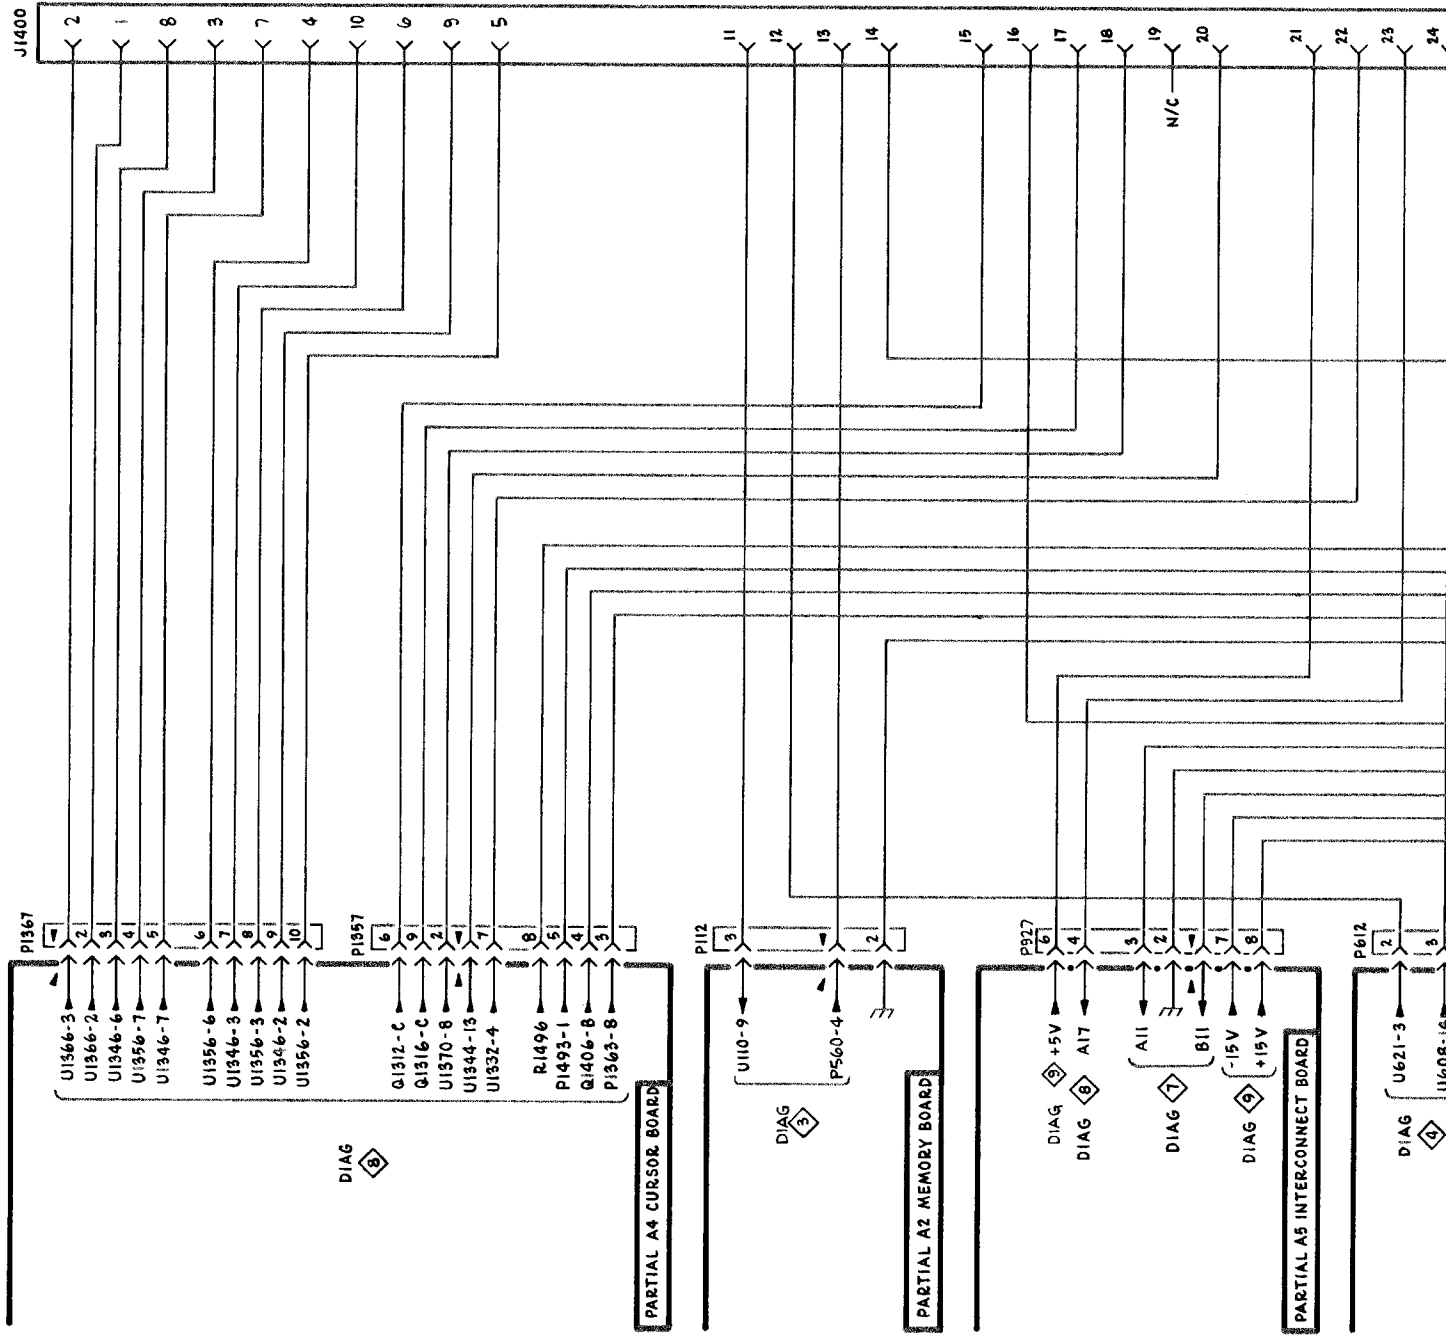 J1400
2
1
8
3
7
4
10
6
9
5
11
12
13
14
15
16
17
18
19
20
21
22
23
24
N/C
P1367
2
3
4
5
6
7
8
9
10
U1366-3
U1366-2
U1346-6
U1356-7
U1346-7
U1356-6
U1346-3
U1356-3
U1346-2
U1356-2
P1357
6
9
2
7
8
5
4
3
Q1312-C
Q1316-C
U1370-8
U1344-13
U1332-4
R1496
P1493-1
Q1406-B
P1363-8
DIAG 8
PARTIAL A4 CURSOR BOARD
P112
3
2
U110-9
P560-4
DIAG 3
PARTIAL A2 MEMORY BOARD
P927
6
4
3
2
7
8
DIAG 9 +5V
DIAG 8 A17
A11
B11
DIAG 7
-15V
+15V
DIAG 9
PARTIAL A5 INTERCONNECT BOARD
P612
2
3
U621-3
DIAG 4